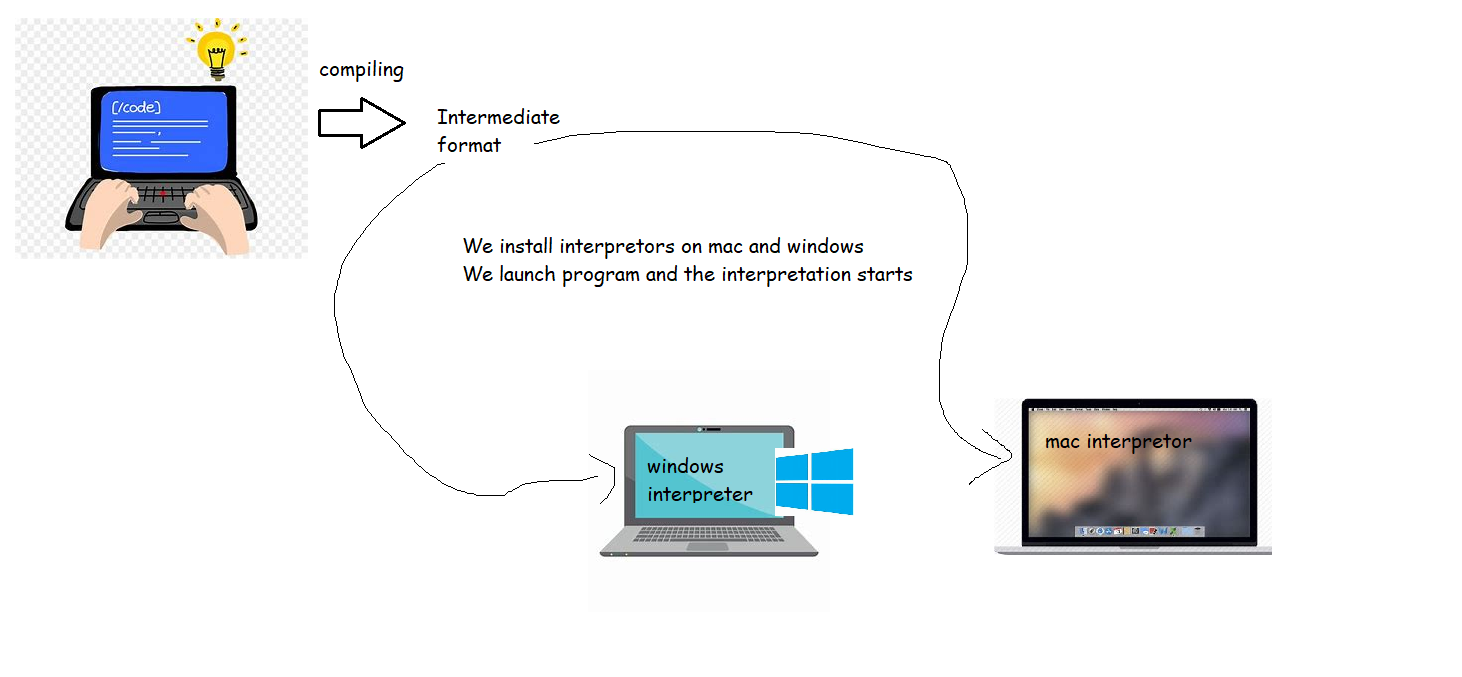 [/code]
compiling
Intermediate
format
We install interpretors on mac and windows
We launch program and the interpretation starts
windows
interpreter
mac interpretor